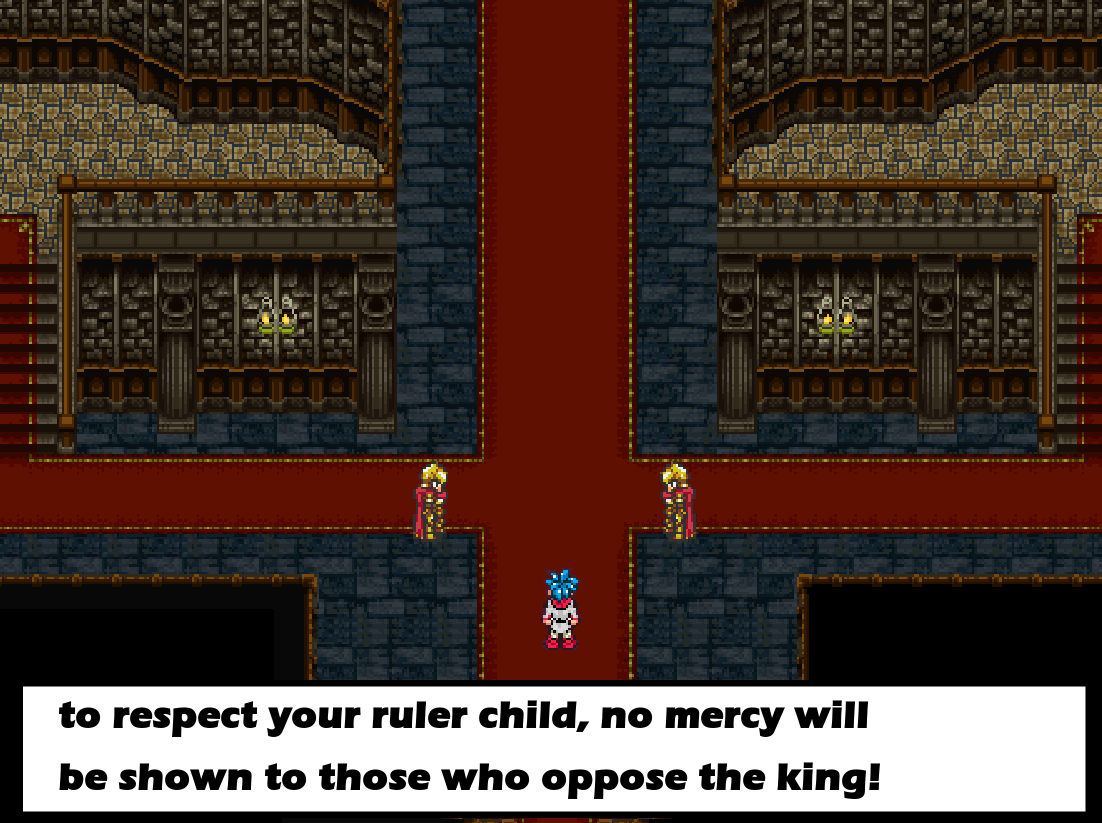 to respect your ruler child, no mercy will
be shown to those who oppose the king!